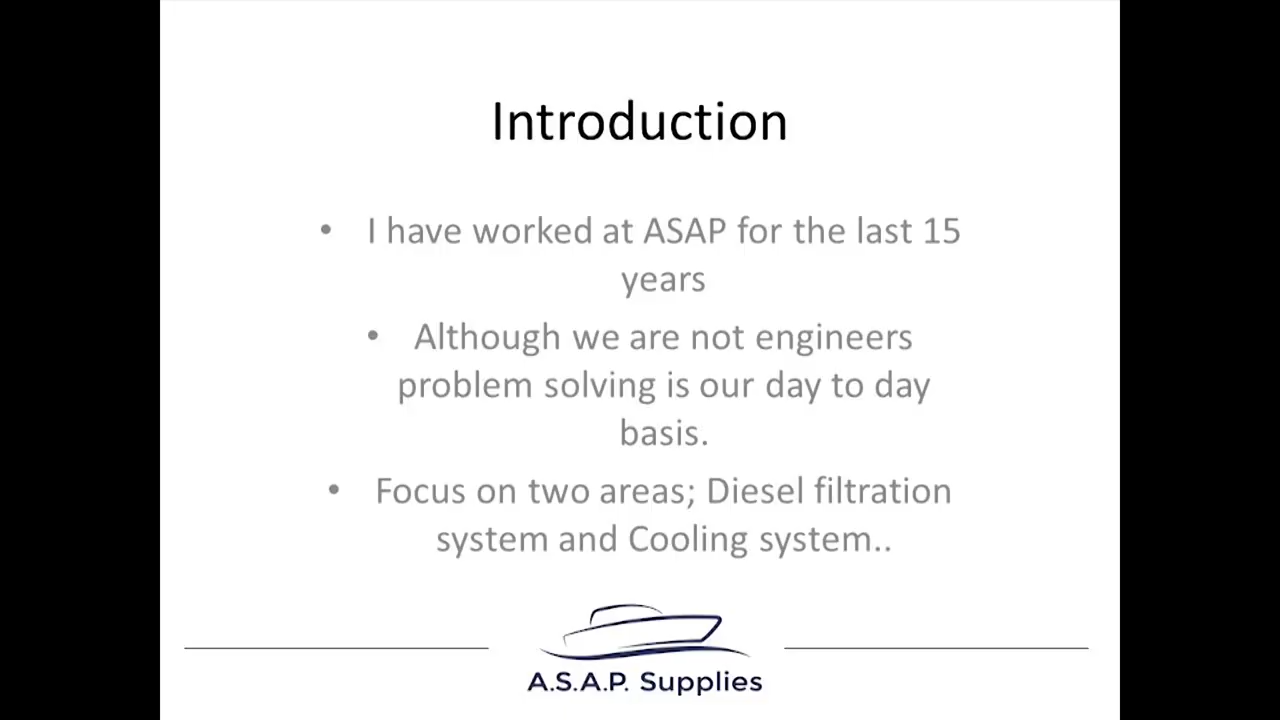 Introduction
• I have worked at ASAP for the last 15
years
• Although we are not engineers
problem solving is our day to day
basis.
• Focus on two areas; Diesel filtration
system and Cooling system..
A.S.A.P. Supplies